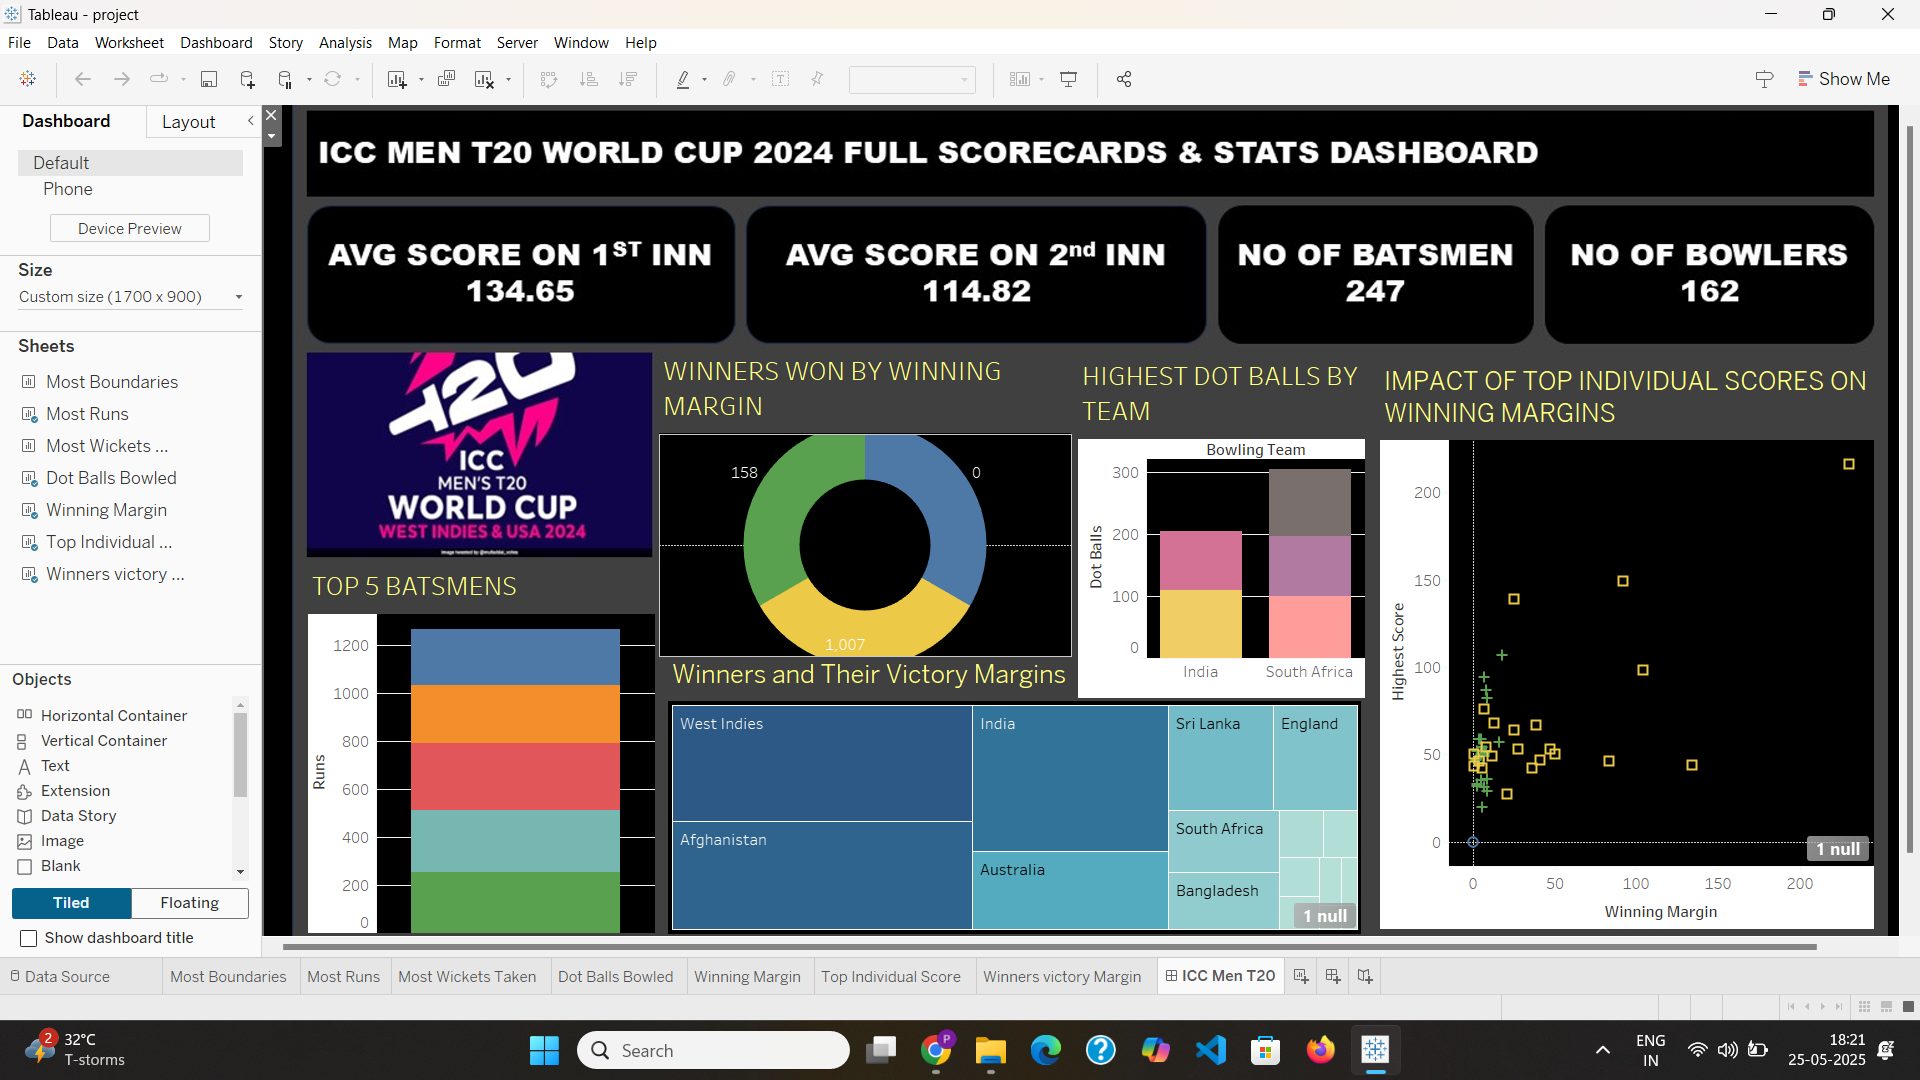 Tableau - project
File Data Worksheet Dashboard Story Analysis Map Format Server Window Help
Show Me
Dashboard
Layout
Default
Phone
Device Preview
Size
Custom size (1700 x 900)
Sheets
Most Boundaries
Most Runs
Most Wickets ...
Dot Balls Bowled
Winning Margin
Top Individual ...
Winners victory ...
Objects
Horizontal Container
Vertical Container
Text
Extension
Data Story
Image
Blank
Tiled
Floating
Show dashboard title
ICC MEN T20 WORLD CUP 2024 FULL SCORECARDS & STATS DASHBOARD
AVG SCORE ON 1ST INN
134.65
AVG SCORE ON 2nd INN
114.82
NO OF BATSMEN
247
NO OF BOWLERS
162
T20
ICC
MEN'S T20
WORLD CUP
WEST INDIES & USA 2024
TOP 5 BATSMENS
Runs
1200
1000
800
600
400
200
0
WINNERS WON BY WINNING
MARGIN
158
0
1,007
Winners and Their Victory Margins
West Indies
Afghanistan
India
Australia
Sri Lanka
England
South Africa
Bangladesh
1 null
HIGHEST DOT BALLS BY
TEAM
Bowling Team
Dot Balls
300
200
100
0
India
South Africa
IMPACT OF TOP INDIVIDUAL SCORES ON
WINNING MARGINS
Highest Score
200
150
100
50
0
1 null
0 50 100 150 200
Winning Margin
Data Source
Most Boundaries
Most Runs
Most Wickets Taken
Dot Balls Bowled
Winning Margin
Top Individual Score
Winners victory Margin
ICC Men T20
2
32°C
T-storms
Search
P
ENG
IN
18:21
25-05-2025